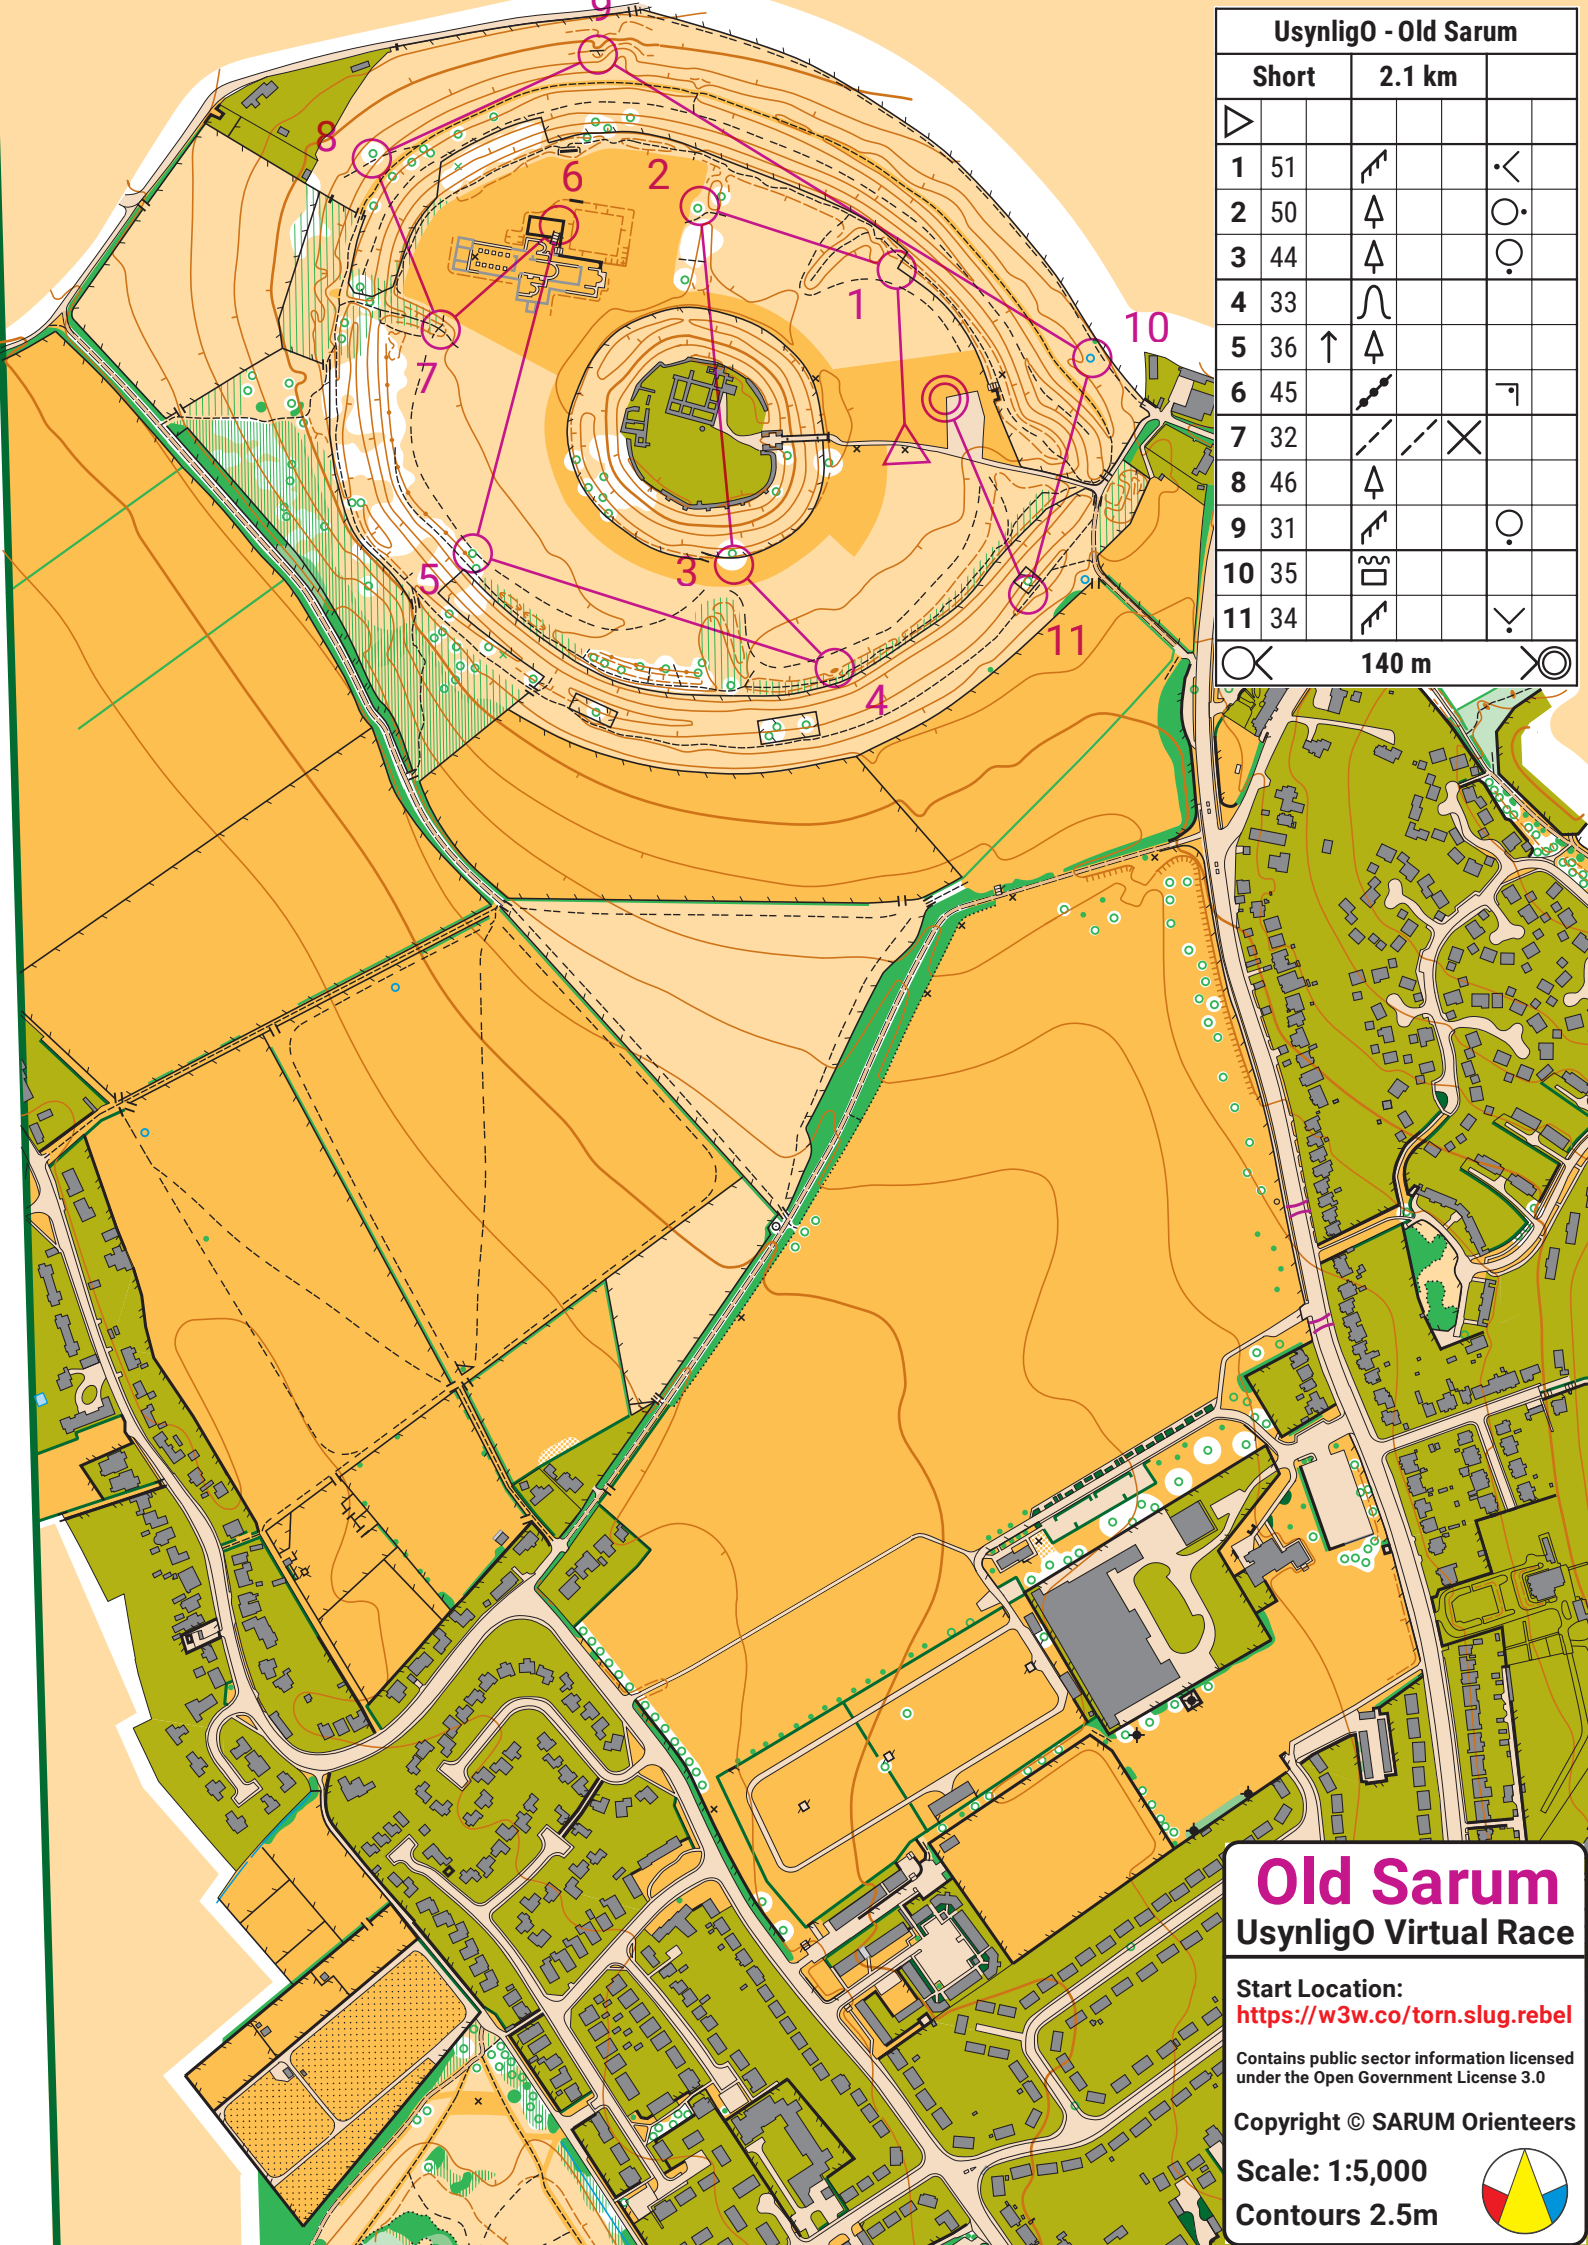 UsynligO - Old Sarum
Short 2.1 km
1 51
2 50
3 44
4 33
5 36
6 45
7 32
8 46
9 31
10 35
11 34
140 m
9
8
6
2
1
10
7
3
5
11
4
Old Sarum
UsynligO Virtual Race
Start Location:
https://w3w.co/torn.slug.rebel
Contains public sector information licensed
under the Open Government License 3.0
Copyright © SARUM Orienteers
Scale: 1:5,000
Contours 2.5m